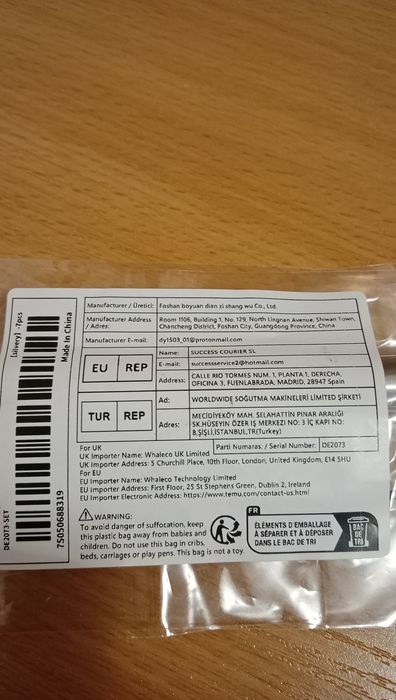 [silvery] -7pcs
Made In China
DE2073-SET
75050688319
Manufacturer / Üretici: Foshan boyuan dian zi shang wu Co., Ltd.
Manufacturer Address / Adres: Room 1106, Building 1, No. 129, North Lingnan Avenue, Shiwan Town,
Chancheng District, Foshan City, Guangdong Province, China
Manufacturer E-mail: dy1503_01@protonmail.com
EU REP
Name: SUCCESS COURIER SL
E-mail: successservice2@hotmail.com
Address: CALLE RIO TORMES NUM. 1, PLANTA 1, DERECHA,
OFICINA 3, FUENLABRADA, MADRID, 28947 Spain
TUR REP
Ad: WORLDWIDE SOĞUTMA MAKİNELERİ LİMİTED ŞİRKETİ
Adres: MECİDİYEKÖY MAH. SELAHATTİN PINAR ARALIĞI
SK.HÜSEYIN ÖZER İŞ MERKEZI NO: 3 İÇ KAPI NO:
8,ŞİŞLİ,İSTANBUL,TR(Turkey)
For UK
Parti Numarası / Serial Number: DE2073
UK Importer Name: Whaleco UK Limited
UK Importer Address: 5 Churchill Place, 10th Floor, London, United Kingdom, E14 5HU
For EU
EU Importer Name: Whaleco Technology Limited
EU Importer Address: First Floor, 25 St Stephens Green, Dublin 2, Ireland
EU Importer Electronic Address: https://www.temu.com/contact-us.html
WARNING:
To avoid danger of suffocation, keep
this plastic bag away from babies and
children. Do not use this bag in cribs,
beds, carriages or play pens. This bag is not a toy.
FR
ÉLÉMENTS D'EMBALLAGE
À SÉPARER ET À DÉPOSER
DANS LE BAC DE TRI
BAC
DE
TRI